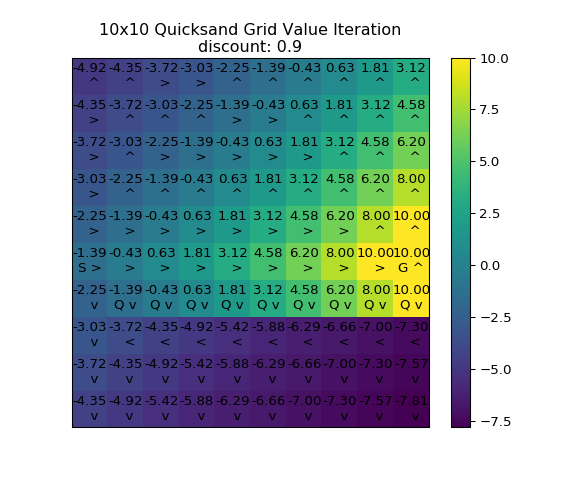 10x10 Quicksand Grid Value Iteration
discount: 0.9
-4.92 -4.35 -3.72 -3.03 -2.25 -1.39 -0.43 0.63 1.81 3.12
^ ^ > > ^ ^ ^ ^ ^ ^
-4.35 -3.72 -3.03 -2.25 -1.39 -0.43 0.63 1.81 3.12 4.58
> ^ ^ ^ > > ^ ^ ^ ^
-3.72 -3.03 -2.25 -1.39 -0.43 0.63 1.81 3.12 4.58 6.20
> ^ > > > > > ^ ^ ^
-3.03 -2.25 -1.39 -0.43 0.63 1.81 3.12 4.58 6.20 8.00
> ^ ^ ^ ^ ^ ^ ^ ^ ^
-2.25 -1.39 -0.43 0.63 1.81 3.12 4.58 6.20 8.00 10.00
> > > > > > > > ^ ^
-1.39 -0.43 0.63 1.81 3.12 4.58 6.20 8.00 10.00 10.00
S > > > > > > > > > G ^
-2.25 -1.39 -0.43 0.63 1.81 3.12 4.58 6.20 8.00 10.00
v Q v Q v Q v Q v Q v Q v Q v Q v Q v
-3.03 -3.72 -4.35 -4.92 -5.42 -5.88 -6.29 -6.66 -7.00 -7.30
v < < < < < < < < <
-3.72 -4.35 -4.92 -5.42 -5.88 -6.29 -6.66 -7.00 -7.30 -7.57
v v v v v v v v v v
-4.35 -4.92 -5.42 -5.88 -6.29 -6.66 -7.00 -7.30 -7.57 -7.81
v v v v v v v v v v
10.0
7.5
5.0
2.5
0.0
−2.5
−5.0
−7.5